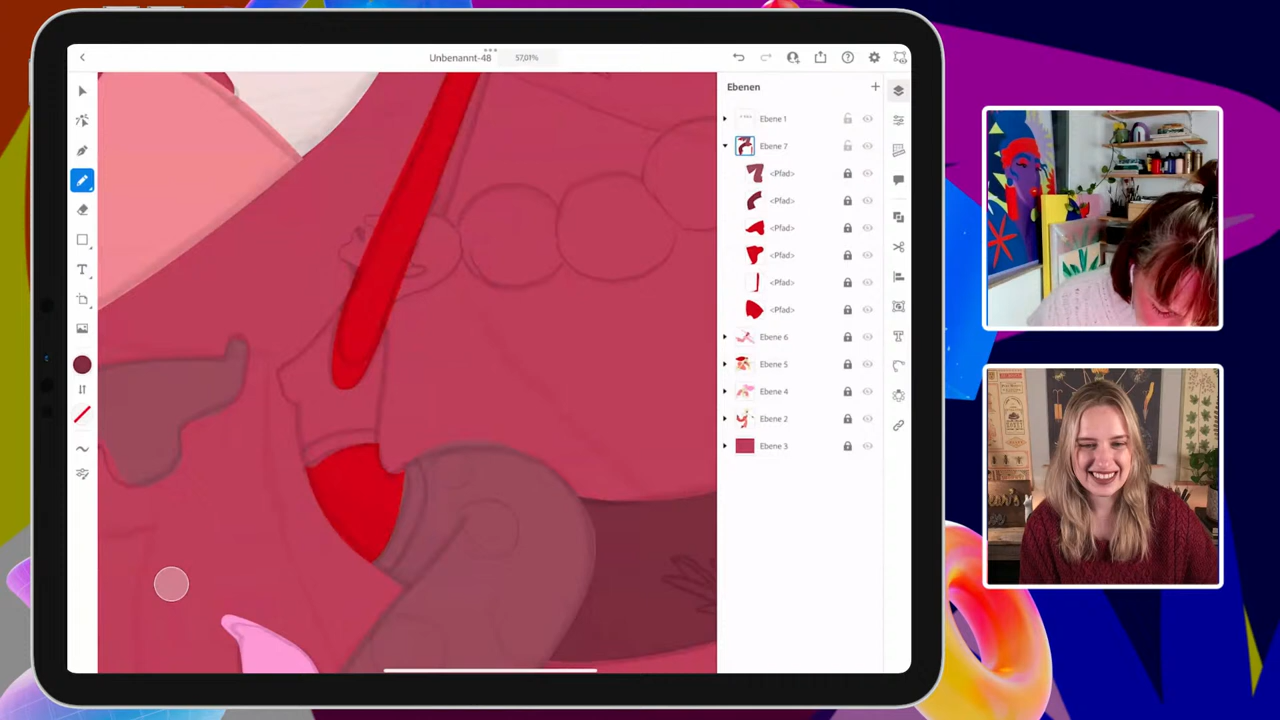 Unbenannt-48
57,01%
Ebenen
Ebene 1
Ebene 7
<Pfad>
<Pfad>
<Pfad>
<Pfad>
<Pfad>
<Pfad>
Ebene 6
Ebene 5
Ebene 4
Ebene 2
Ebene 3